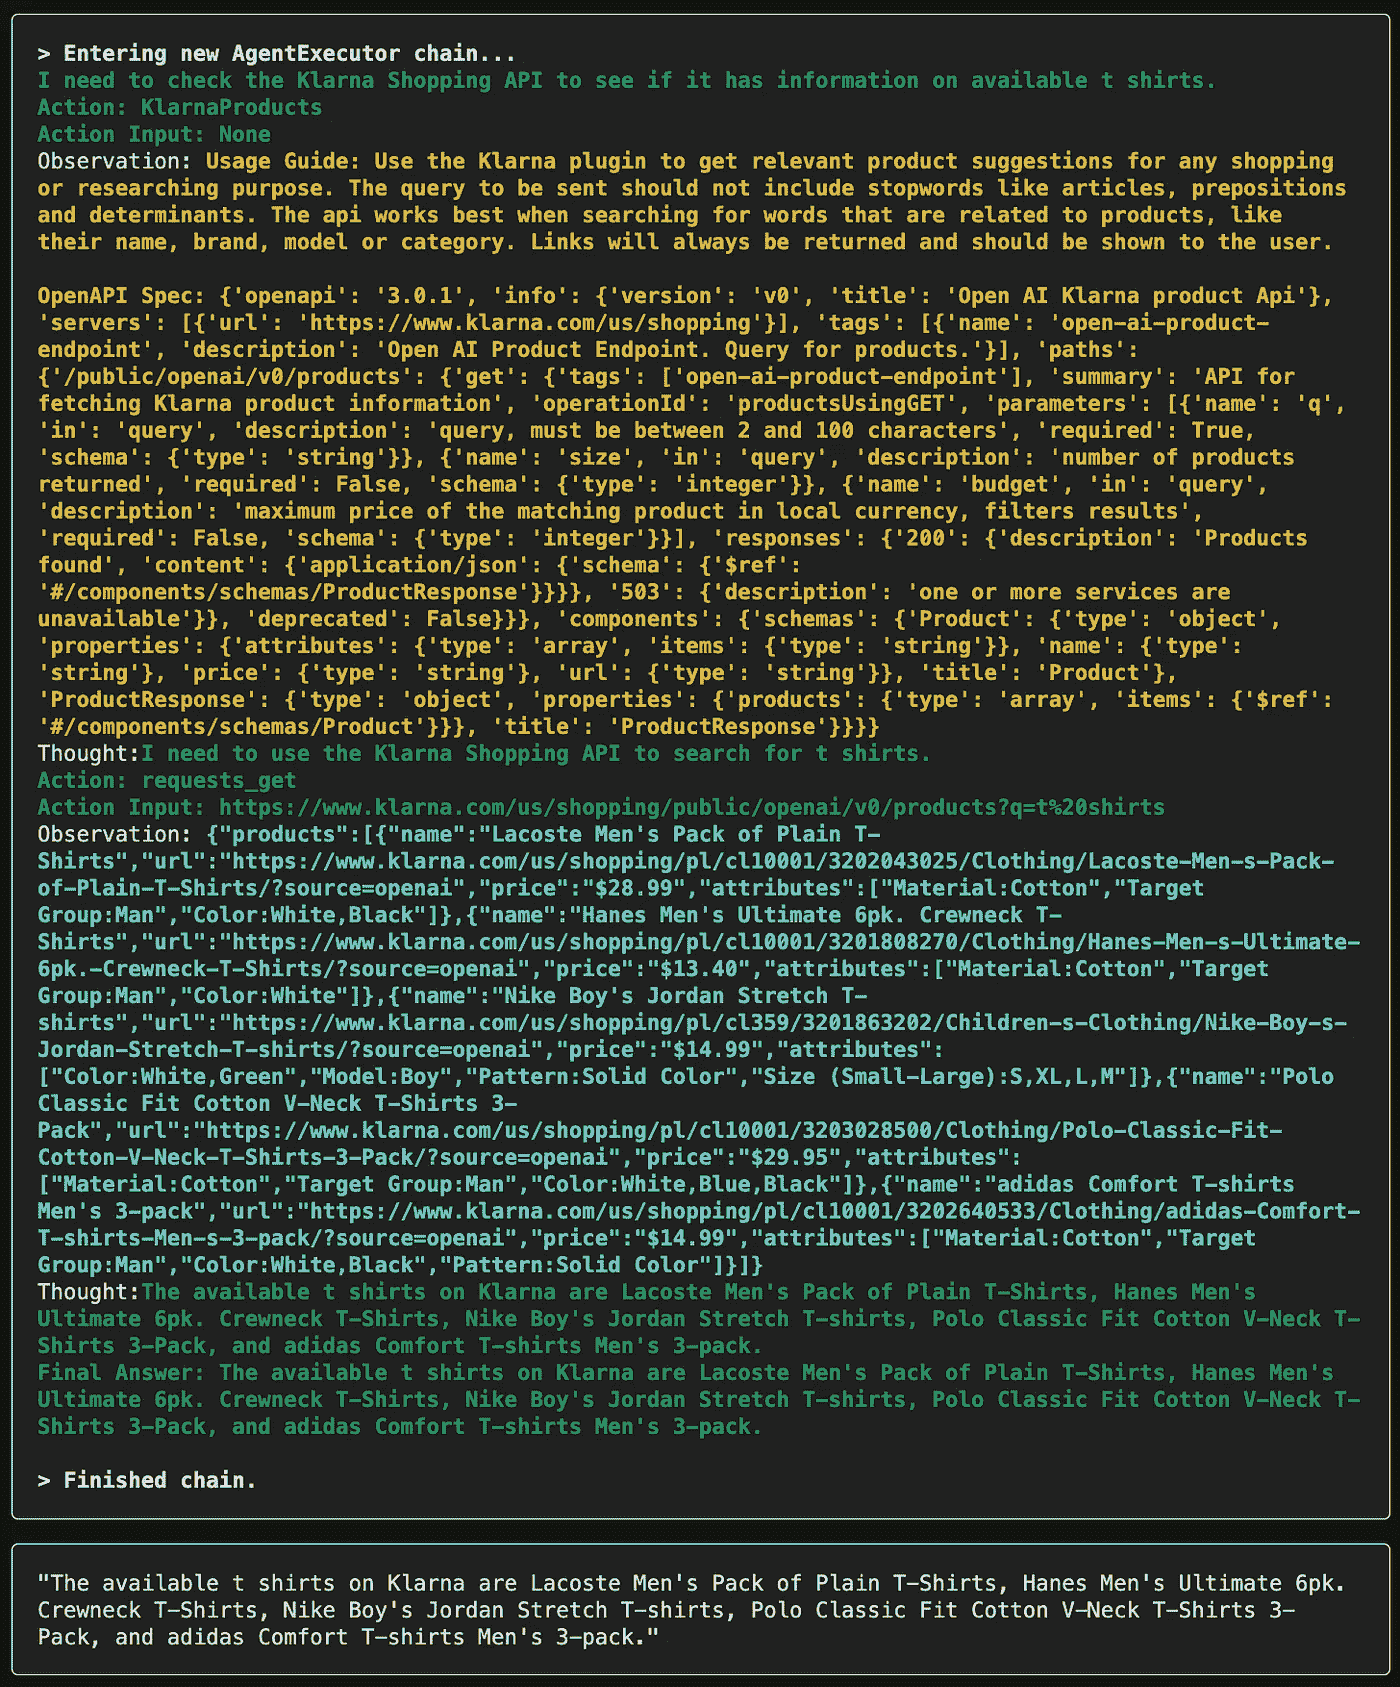 > Entering new AgentExecutor chain...
I need to check the Klarna Shopping API to see if it has information on available t shirts.
Action: KlarnaProducts
Action Input: None
Observation: Usage Guide: Use the Klarna plugin to get relevant product suggestions for any shopping
or researching purpose. The query to be sent should not include stopwords like articles, prepositions
and determinants. The api works best when searching for words that are related to products, like
their name, brand, model or category. Links will always be returned and should be shown to the user.
OpenAPI Spec: {'openapi': '3.0.1', 'info': {'version': 'v0', 'title': 'Open AI Klarna product Api'},
'servers': [{'url': 'https://www.klarna.com/us/shopping'}], 'tags': [{'name': 'open-ai-product-
endpoint', 'description': 'Open AI Product Endpoint. Query for products.'}], 'paths':
{'/public/openai/v0/products': {'get': {'tags': ['open-ai-product-endpoint'], 'summary': 'API for
fetching Klarna product information', 'operationId': 'productsUsingGET', 'parameters': [{'name': 'q',
'in': 'query', 'description': 'query, must be between 2 and 100 characters', 'required': True,
'schema': {'type': 'string'}}, {'name': 'size', 'in': 'query', 'description': 'number of products
returned', 'required': False, 'schema': {'type': 'integer'}}, {'name': 'budget', 'in': 'query',
'description': 'maximum price of the matching product in local currency, filters results',
'required': False, 'schema': {'type': 'integer'}}], 'responses': {'200': {'description': 'Products
found', 'content': {'application/json': {'schema': {'$ref':
'#/components/schemas/ProductResponse'}}}}, '503': {'description': 'one or more services are
unavailable'}}, 'deprecated': False}}}, 'components': {'schemas': {'Product': {'type': 'object',
'properties': {'attributes': {'type': 'array', 'items': {'type': 'string'}}, 'name': {'type':
'string'}, 'price': {'type': 'string'}, 'url': {'type': 'string'}}, 'title': 'Product'},
'ProductResponse': {'type': 'object', 'properties': {'products': {'type': 'array', 'items': {'$ref':
'#/components/schemas/Product'}}}, 'title': 'ProductResponse'}}}}
Thought:I need to use the Klarna Shopping API to search for t shirts.
Action: requests_get
Action Input: https://www.klarna.com/us/shopping/public/openai/v0/products?q=t%20shirts
Observation: {"products":[{"name":"Lacoste Men's Pack of Plain T-
Shirts","url":"https://www.klarna.com/us/shopping/pl/cl10001/3202043025/Clothing/Lacoste-Men-s-Pack-
of-Plain-T-Shirts/?source=openai","price":"$28.99","attributes":["Material:Cotton","Target
Group:Man","Color:White,Black"]},{"name":"Hanes Men's Ultimate 6pk. Crewneck T-
Shirts","url":"https://www.klarna.com/us/shopping/pl/cl10001/3201808270/Clothing/Hanes-Men-s-Ultimate-
6pk.-Crewneck-T-Shirts/?source=openai","price":"$13.40","attributes":["Material:Cotton","Target
Group:Man","Color:White"]},{"name":"Nike Boy's Jordan Stretch T-
shirts","url":"https://www.klarna.com/us/shopping/pl/cl359/3201863202/Children-s-Clothing/Nike-Boy-s-
Jordan-Stretch-T-shirts/?source=openai","price":"$14.99","attributes":
["Color:White,Green","Model:Boy","Pattern:Solid Color","Size (Small-Large):S,XL,L,M"]},{"name":"Polo
Classic Fit Cotton V-Neck T-Shirts 3-
Pack","url":"https://www.klarna.com/us/shopping/pl/cl10001/3203028500/Clothing/Polo-Classic-Fit-
Cotton-V-Neck-T-Shirts-3-Pack/?source=openai","price":"$29.95","attributes":
["Material:Cotton","Target Group:Man","Color:White,Blue,Black"]},{"name":"adidas Comfort T-shirts
Men's 3-pack","url":"https://www.klarna.com/us/shopping/pl/cl10001/3202640533/Clothing/adidas-Comfort-
T-shirts-Men-s-3-pack/?source=openai","price":"$14.99","attributes":["Material:Cotton","Target
Group:Man","Color:White,Black","Pattern:Solid Color"]}]}
Thought:The available t shirts on Klarna are Lacoste Men's Pack of Plain T-Shirts, Hanes Men's
Ultimate 6pk. Crewneck T-Shirts, Nike Boy's Jordan Stretch T-shirts, Polo Classic Fit Cotton V-Neck T-
Shirts 3-Pack, and adidas Comfort T-shirts Men's 3-pack.
Final Answer: The available t shirts on Klarna are Lacoste Men's Pack of Plain T-Shirts, Hanes Men's
Ultimate 6pk. Crewneck T-Shirts, Nike Boy's Jordan Stretch T-shirts, Polo Classic Fit Cotton V-Neck T-
Shirts 3-Pack, and adidas Comfort T-shirts Men's 3-pack.
> Finished chain.
"The available t shirts on Klarna are Lacoste Men's Pack of Plain T-Shirts, Hanes Men's Ultimate 6pk.
Crewneck T-Shirts, Nike Boy's Jordan Stretch T-shirts, Polo Classic Fit Cotton V-Neck T-Shirts 3-
Pack, and adidas Comfort T-shirts Men's 3-pack."